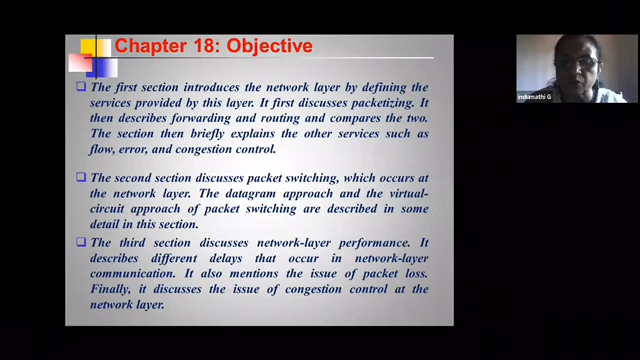 Chapter 18: Objective
The first section introduces the network layer by defining the
services provided by this layer. It first discusses packetizing. It
then describes forwarding and routing and compares the two.
The section then briefly explains the other services such as
flow, error, and congestion control.
The second section discusses packet switching, which occurs at
the network layer. The datagram approach and the virtual-
circuit approach of packet switching are described in some
detail in this section.
The third section discusses network-layer performance. It
describes different delays that occur in network-layer
communication. It also mentions the issue of packet loss.
Finally, it discusses the issue of congestion control at the
network layer.
indumathi G